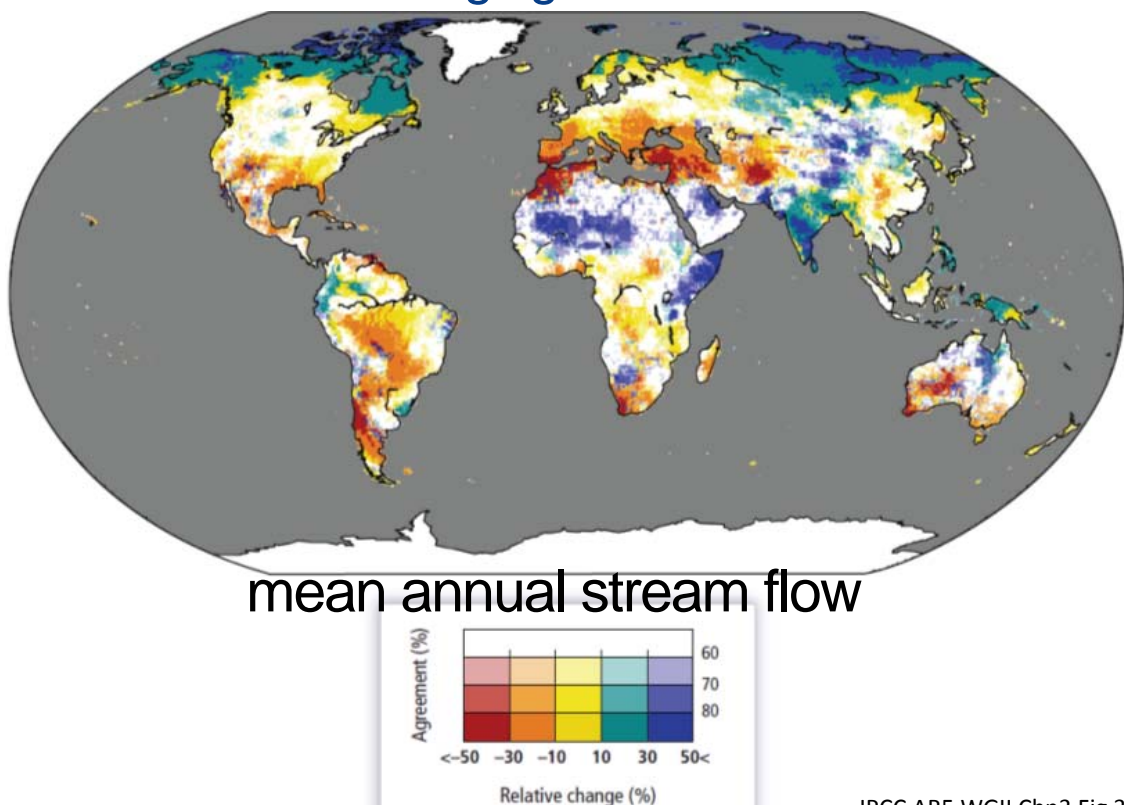 mean annual stream flow
Agreement (%)
60
70
80
<–50 –30 –10 10 30 50<
Relative change (%)